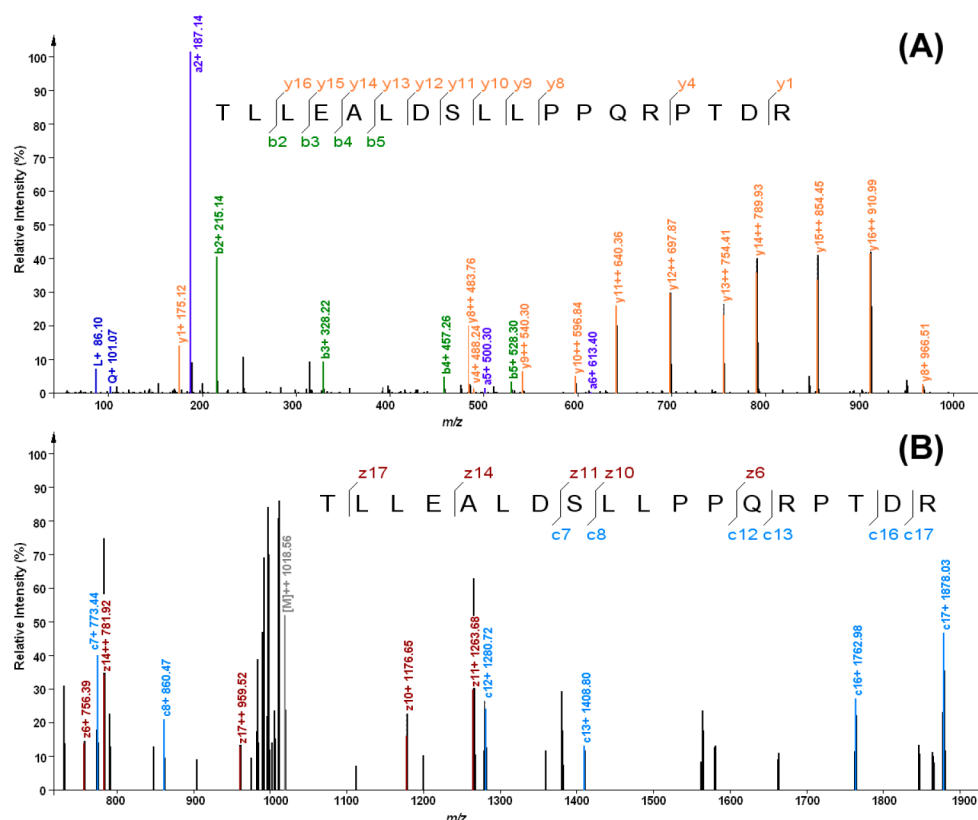 (A)
Relative Intensity (%)
100
90
80
70
60
50
40
30
20
10
0
a2+ 187.14
y16 y15 y14 y13 y12 y11 y10 y9 y8 y4 y1
T L L E A L D S L L P P Q R P T D R
b2 b3 b4 b5
L+ 86.10
Q+ 101.07
y1+ 175.12
b2+ 215.14
b3+ 328.22
b4+ 457.26
y8++ 483.76
y4+ 488.24
a5+ 500.30
b5+ 528.30
y9++ 540.30
y10++ 596.84
a6+ 613.40
y11++ 640.36
y12++ 697.87
y13++ 754.41
y14++ 789.93
y15++ 854.45
y16++ 910.99
y8+ 966.51
100 200 300 400 500 600 700 800 900 1000
m/z
(B)
Relative Intensity (%)
100
90
80
70
60
50
40
30
20
10
0
z17 z14 z11 z10 z6
T L L E A L D S L L P P Q R P T D R
c7 c8 c12 c13 c16 c17
z6+ 756.39
c7+ 773.44
z14++ 781.92
c8+ 860.47
z17++ 959.52
[M]++ 1018.56
z10+ 1176.65
z11+ 1263.68
c12+ 1280.72
c13+ 1408.80
c16+ 1762.98
c17+ 1878.03
800 900 1000 1100 1200 1300 1400 1500 1600 1700 1800 1900
m/z